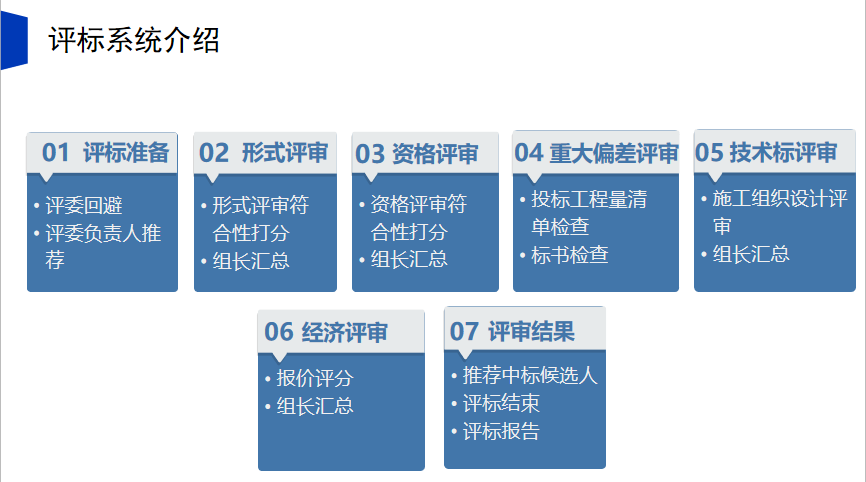 评标系统介绍
01 评标准备
• 评委回避
• 评委负责人推
荐
02 形式评审
• 形式评审符
合性打分
• 组长汇总
03 资格评审
• 资格评审符
合性打分
• 组长汇总
04 重大偏差评审
• 投标工程量清
单检查
• 标书检查
05 技术标评审
• 施工组织设计评
审
• 组长汇总
06 经济评审
• 报价评分
• 组长汇总
07 评审结果
• 推荐中标候选人
• 评标结束
• 评标报告